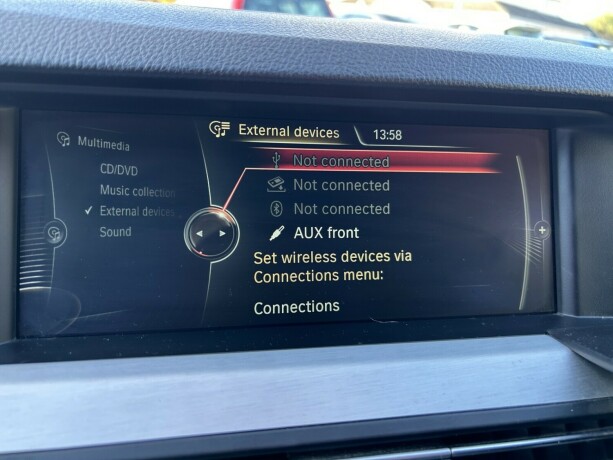 External devices 13:58
Multimedia
CD/DVD
Music collection
External devices
Sound
Not connected
Not connected
Not connected
AUX front
Set wireless devices via
Connections menu:
Connections